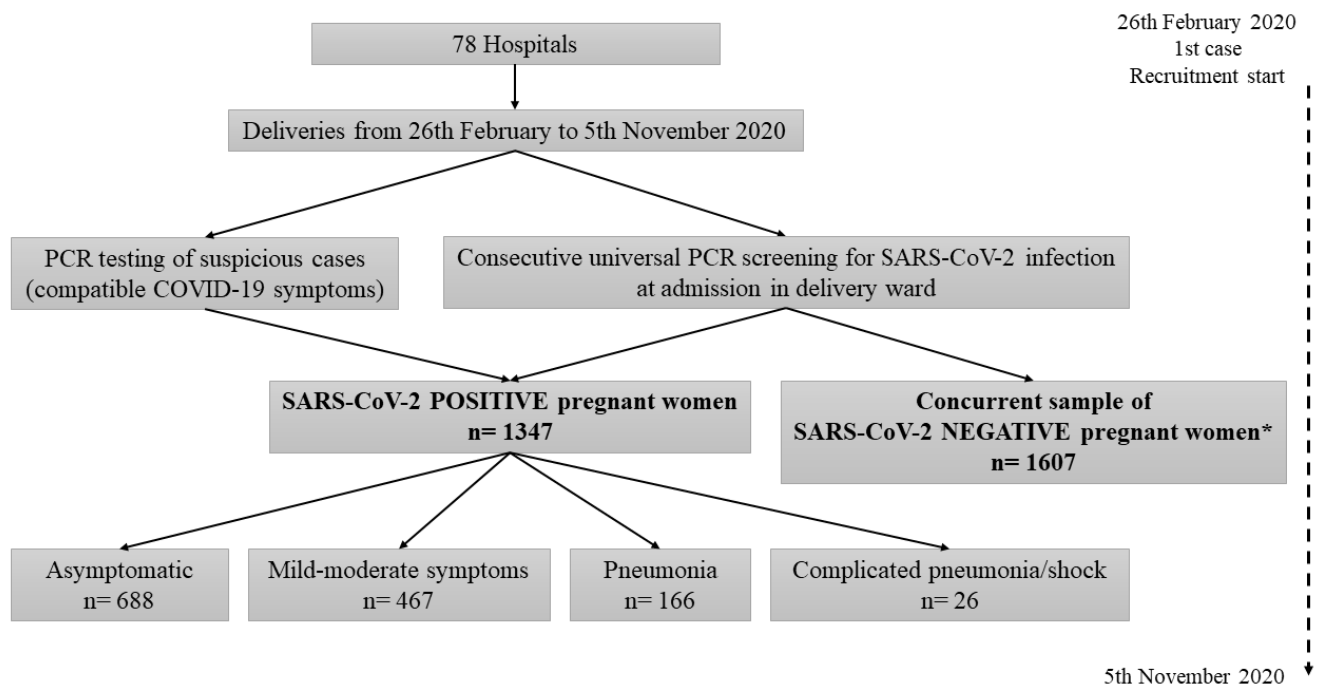 78 Hospitals
26th February 2020
1st case
Recruitment start
Deliveries from 26th February to 5th November 2020
PCR testing of suspicious cases
(compatible COVID-19 symptoms)
Consecutive universal PCR screening for SARS-CoV-2 infection
at admission in delivery ward
SARS-CoV-2 POSITIVE pregnant women
n= 1347
Concurrent sample of
SARS-CoV-2 NEGATIVE pregnant women*
n= 1607
Asymptomatic
n= 688
Mild-moderate symptoms
n= 467
Pneumonia
n= 166
Complicated pneumonia/shock
n= 26
5th November 2020